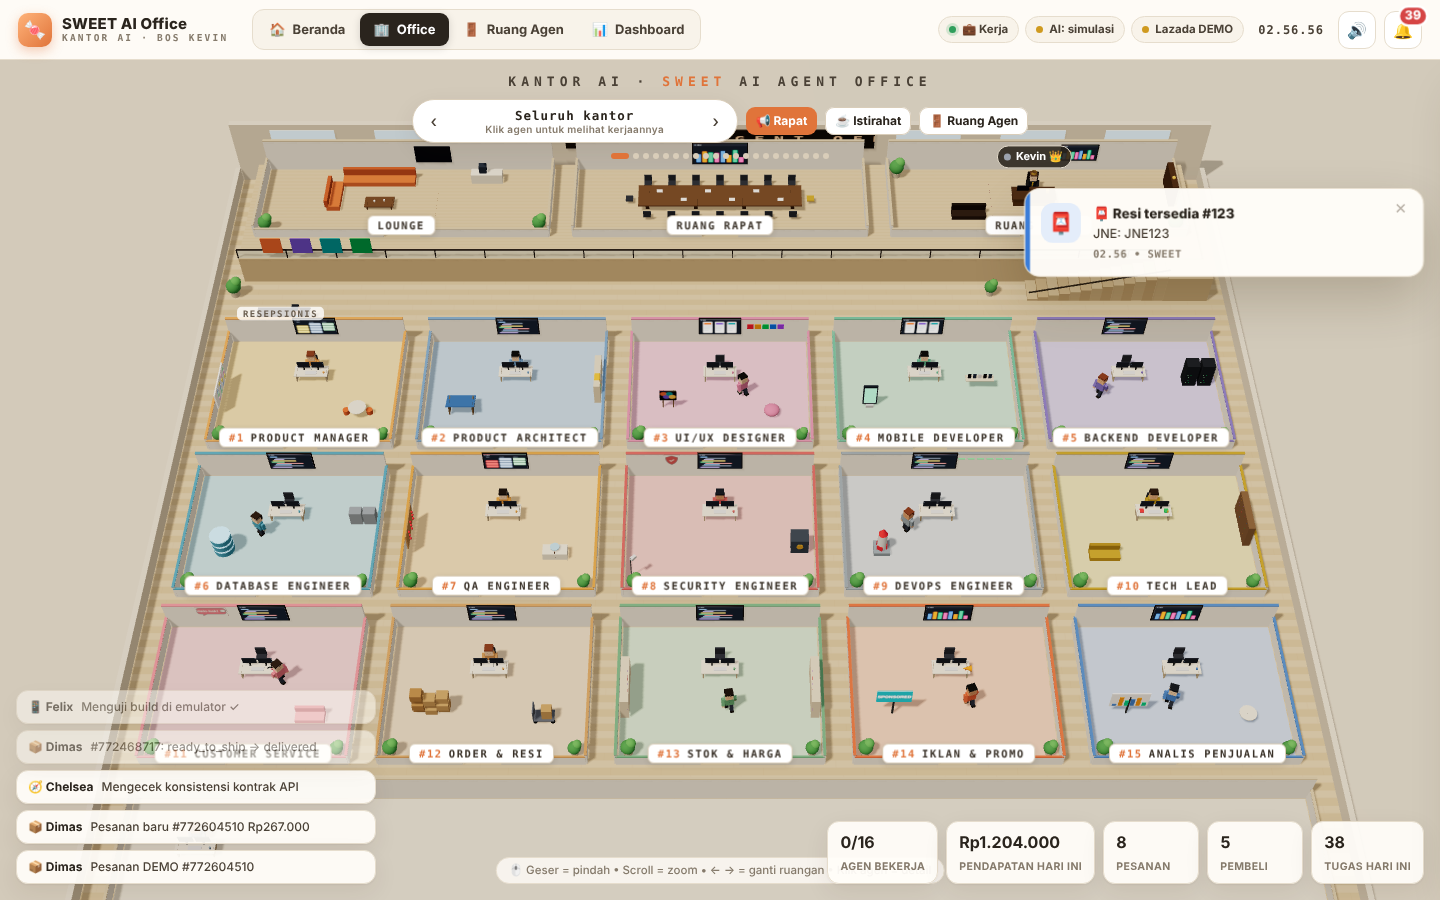 SWEET AI Office
KANTOR AI · BOS KEVIN
Beranda
Office
Ruang Agen
Dashboard
Kerja
AI: simulasi
Lazada DEMO
02.56.56
39
KANTOR AI · SWEET AI AGENT OFFICE
‹
Seluruh kantor
Klik agen untuk melihat kerjaannya
›
Rapat
Istirahat
Ruang Agen
Kevin
LOUNGE
RUANG RAPAT
RUAN
Resi tersedia #123
JNE: JNE123
02.56 • SWEET
×
RESEPSIONIS
#1 PRODUCT MANAGER
#2 PRODUCT ARCHITECT
#3 UI/UX DESIGNER
#4 MOBILE DEVELOPER
#5 BACKEND DEVELOPER
#6 DATABASE ENGINEER
#7 QA ENGINEER
#8 SECURITY ENGINEER
#9 DEVOPS ENGINEER
#10 TECH LEAD
#11 CUSTOMER SERVICE
#12 ORDER & RESI
#13 STOK & HARGA
#14 IKLAN & PROMO
#15 ANALIS PENJUALAN
Felix Menguji build di emulator ✓
Dimas #772468717: ready_to_ship → delivered
Chelsea Mengecek konsistensi kontrak API
Dimas Pesanan baru #772604510 Rp267.000
Dimas Pesanan DEMO #772604510
Geser = pindah • Scroll = zoom • ← → = ganti ruangan
0/16
AGEN BEKERJA
Rp1.204.000
PENDAPATAN HARI INI
8
PESANAN
5
PEMBELI
38
TUGAS HARI INI